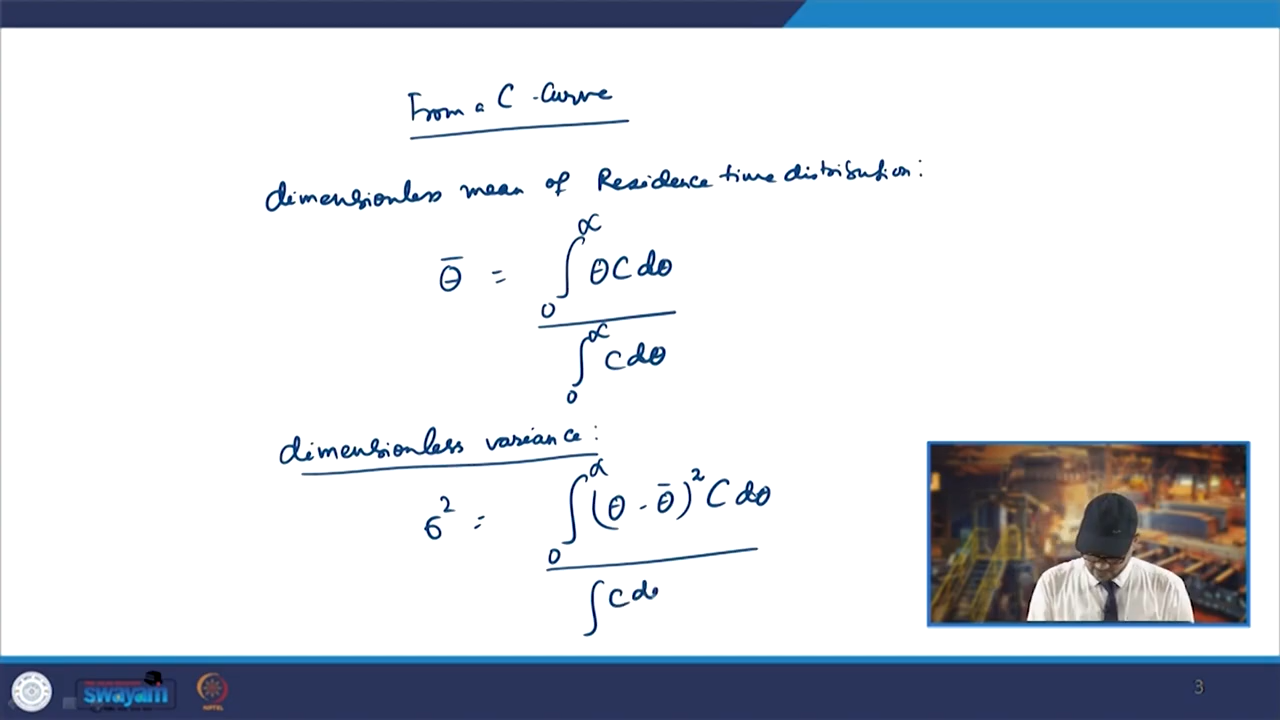 From a C-Curve
dimensionless mean of Residence time distribution:
θ̄ = ∫₀^∝ θ C dθ / ∫₀^∝ C dθ
dimensionless variance:
σ² = ∫₀^α (θ - θ̄)² C dθ / ∫ C dθ
swayam
NPTEL
3